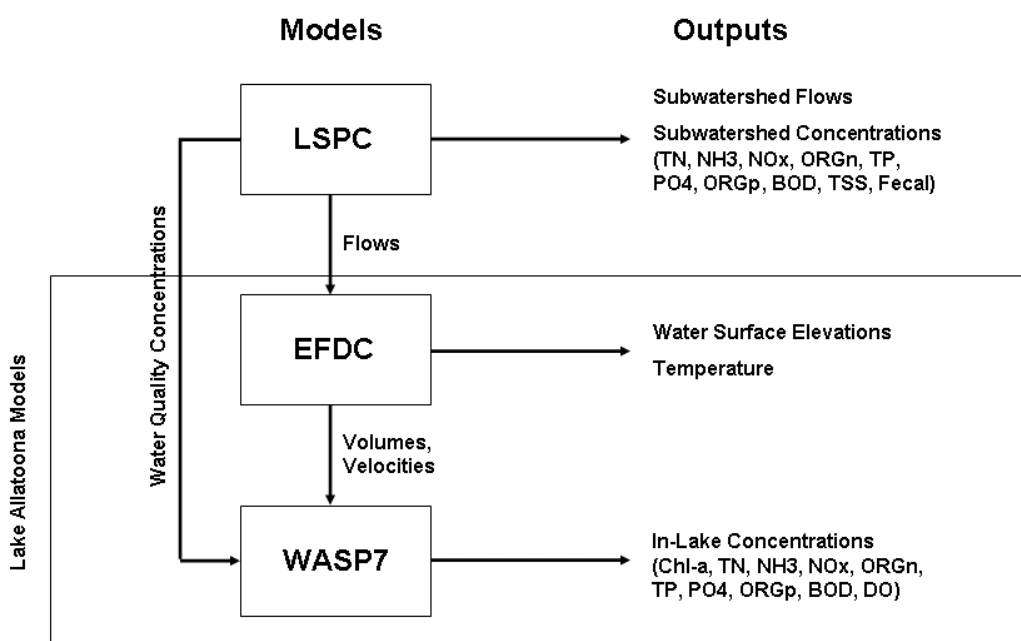 Models
Outputs
LSPC
Subwatershed Flows
Subwatershed Concentrations
(TN, NH3, NOx, ORGn, TP,
PO4, ORGp, BOD, TSS, Fecal)
Flows
Water Quality Concentrations
Lake Allatoona Models
EFDC
Water Surface Elevations
Temperature
Volumes,
Velocities
WASP7
In-Lake Concentrations
(Chl-a, TN, NH3, NOx, ORGn,
TP, PO4, ORGp, BOD, DO)